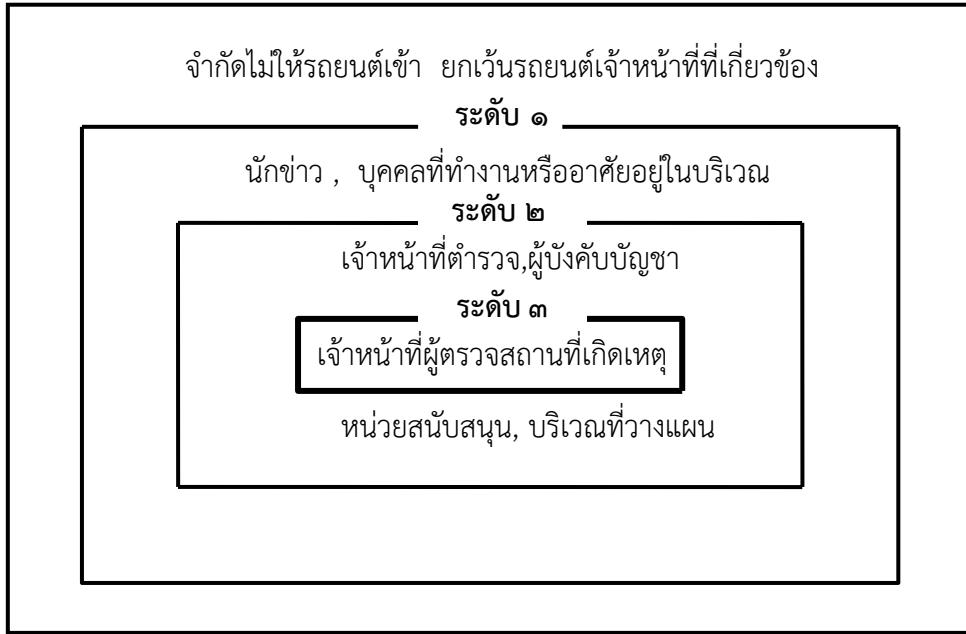 จำกัดไม่ให้รถยนต์เข้า ยกเว้นรถยนต์เจ้าหน้าที่ที่เกี่ยวข้อง
ระดับ ๑
นักข่าว , บุคคลที่ทำงานหรืออาศัยอยู่ในบริเวณ
ระดับ ๒
เจ้าหน้าที่ตำรวจ,ผู้บังคับบัญชา
ระดับ ๓
เจ้าหน้าที่ผู้ตรวจสถานที่เกิดเหตุ
หน่วยสนับสนุน, บริเวณที่วางแผน